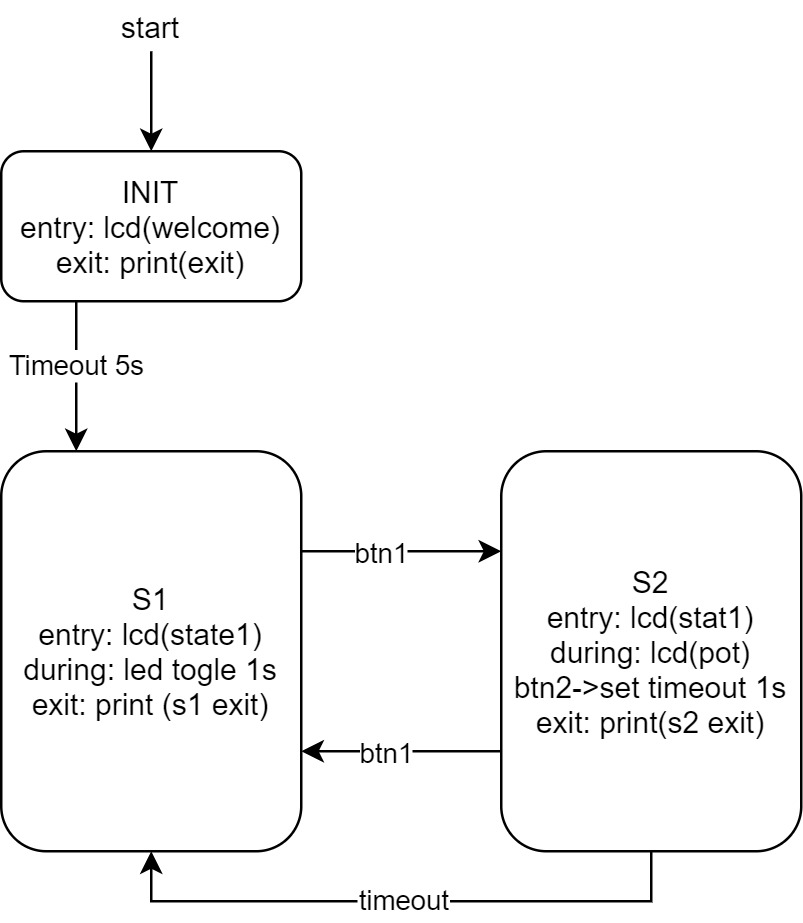 start
INIT
entry: lcd(welcome)
exit: print(exit)
Timeout 5s
S1
entry: lcd(state1)
during: led togle 1s
exit: print (s1 exit)
btn1
btn1
S2
entry: lcd(stat1)
during: lcd(pot)
btn2->set timeout 1s
exit: print(s2 exit)
timeout